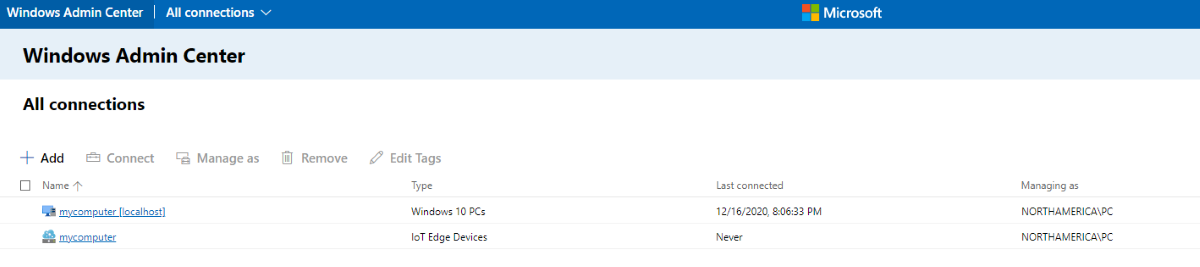 Windows Admin Center | All connections Microsoft
Windows Admin Center
All connections
Add Connect Manage as Remove Edit Tags
Name Type Last connected Managing as
mycomputer [localhost] Windows 10 PCs 12/16/2020, 8:06:33 PM NORTHAMERICA\PC
mycomputer IoT Edge Devices Never NORTHAMERICA\PC